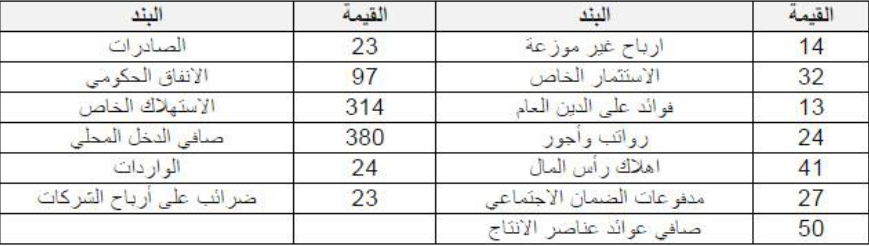 البند القيمة البند القيمة
الصادرات 23 ارباح غير موزعة 14
الانفاق الحكومي 97 الاستثمار الخاص 32
الاستهلاك الخاص 314 فوائد على الدين العام 13
صافي الدخل المحلي 380 رواتب وأجور 24
الواردات 24 اهلاك رأس المال 41
ضرائب على أرباح الشركات 23 مدفوعات الضمان الاجتماعي 27
صافي عوائد عناصر الانتاج 50